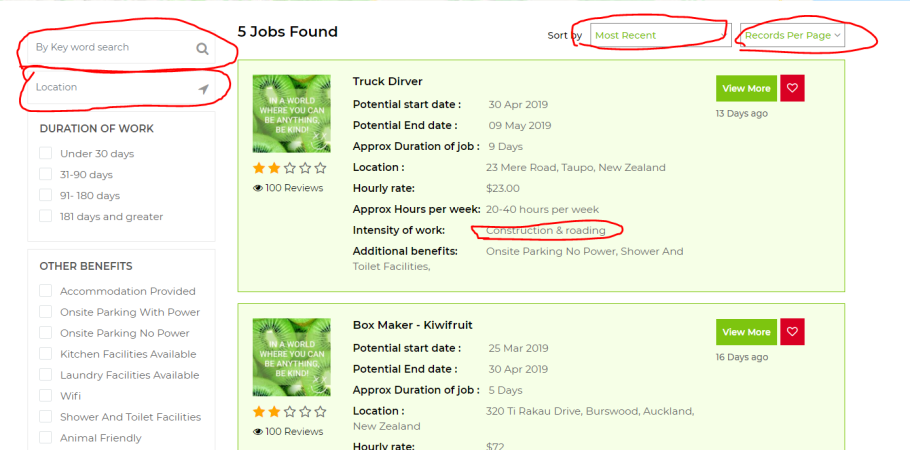 By Key word search
Location
DURATION OF WORK
Under 30 days
31-90 days
91- 180 days
181 days and greater
OTHER BENEFITS
Accommodation Provided
Onsite Parking With Power
Onsite Parking No Power
Kitchen Facilities Available
Laundry Facilities Available
Wifi
Shower And Toilet Facilities
Animal Friendly
5 Jobs Found
Sort by Most Recent
Records Per Page
IN A WORLD
WHERE YOU CAN
BE ANYTHING,
BE KIND!
100 Reviews
Truck Dirver
Potential start date : 30 Apr 2019
Potential End date : 09 May 2019
Approx Duration of job : 9 Days
Location : 23 Mere Road, Taupo, New Zealand
Hourly rate: $23.00
Approx Hours per week: 20-40 hours per week
Intensity of work: Construction & roading
Additional benefits: Onsite Parking No Power, Shower And
Toilet Facilities,
View More
13 Days ago
IN A WORLD
WHERE YOU CAN
BE ANYTHING,
BE KIND!
100 Reviews
Box Maker - Kiwifruit
Potential start date : 25 Mar 2019
Potential End date : 30 Apr 2019
Approx Duration of job : 5 Days
Location : 320 Ti Rakau Drive, Burswood, Auckland,
New Zealand
Hourly rate: $72
View More
16 Days ago